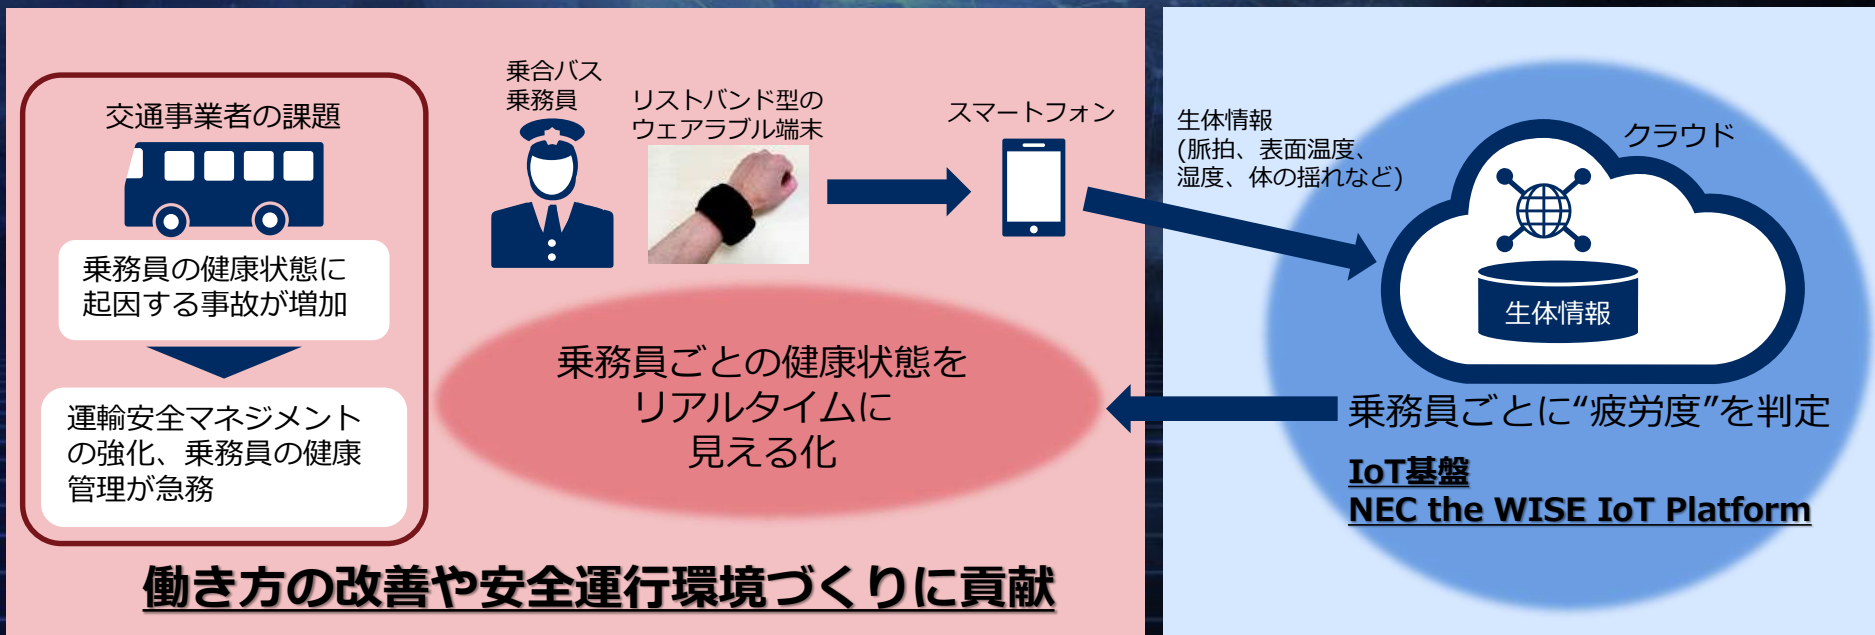 交通事業者の課題
乗務員の健康状態に
起因する事故が増加
運輸安全マネジメント
の強化、乗務員の健康
管理が急務
乗合バス
乗務員
リストバンド型の
ウェアラブル端末
スマートフォン
乗務員ごとの健康状態を
リアルタイムに
見える化
働き方の改善や安全運行環境づくりに貢献
生体情報
(脈拍、表面温度、
湿度、体の揺れなど)
クラウド
生体情報
乗務員ごとに“疲労度”を判定
IoT基盤
NEC the WISE IoT Platform